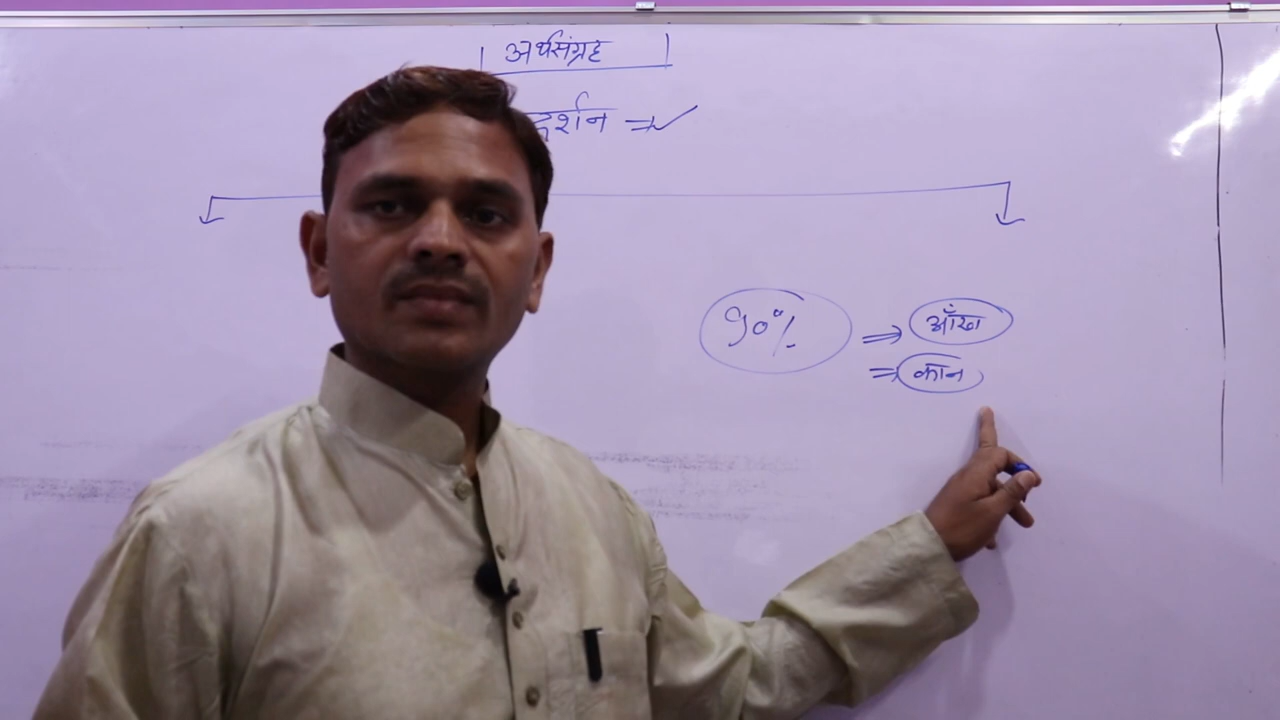 अर्थसंग्रह
दर्शन ⇒✓
90% ⇒ आँख
⇒ कान